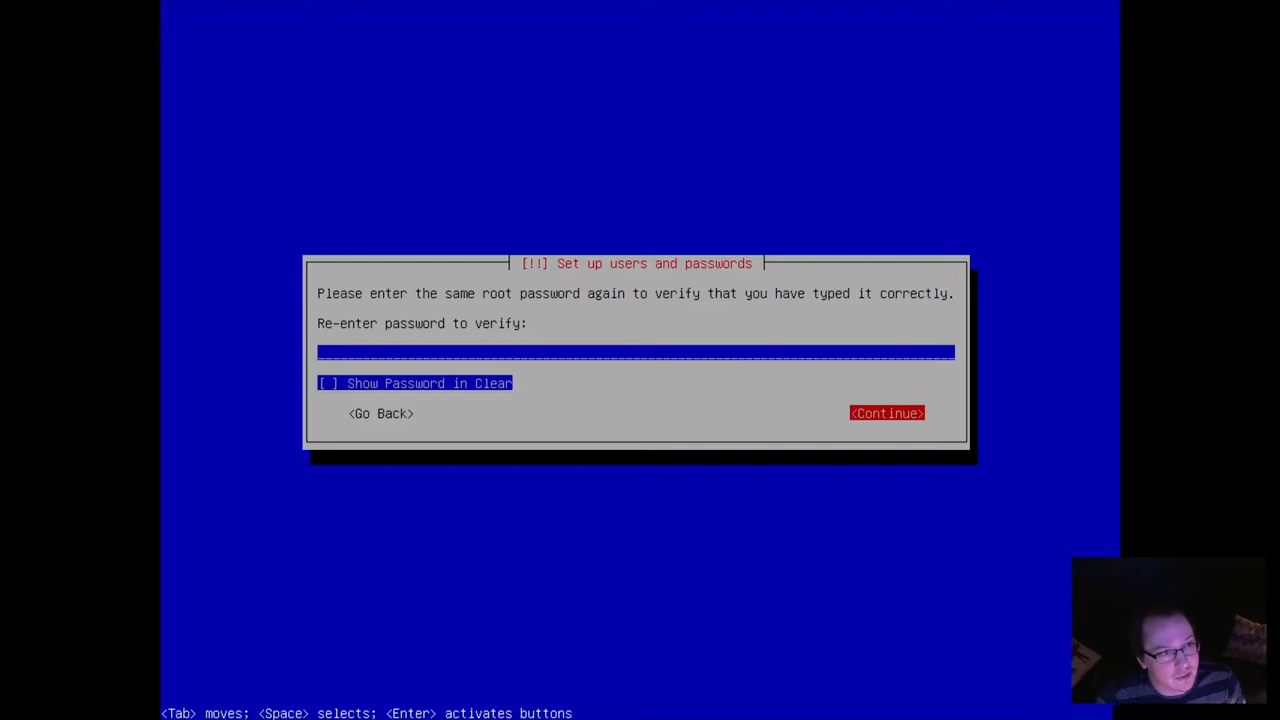 [!!] Set up users and passwords
Please enter the same root password again to verify that you have typed it correctly.
Re-enter password to verify:
[ ] Show Password in Clear
<Go Back> <Continue>
<Tab> moves; <Space> selects; <Enter> activates buttons